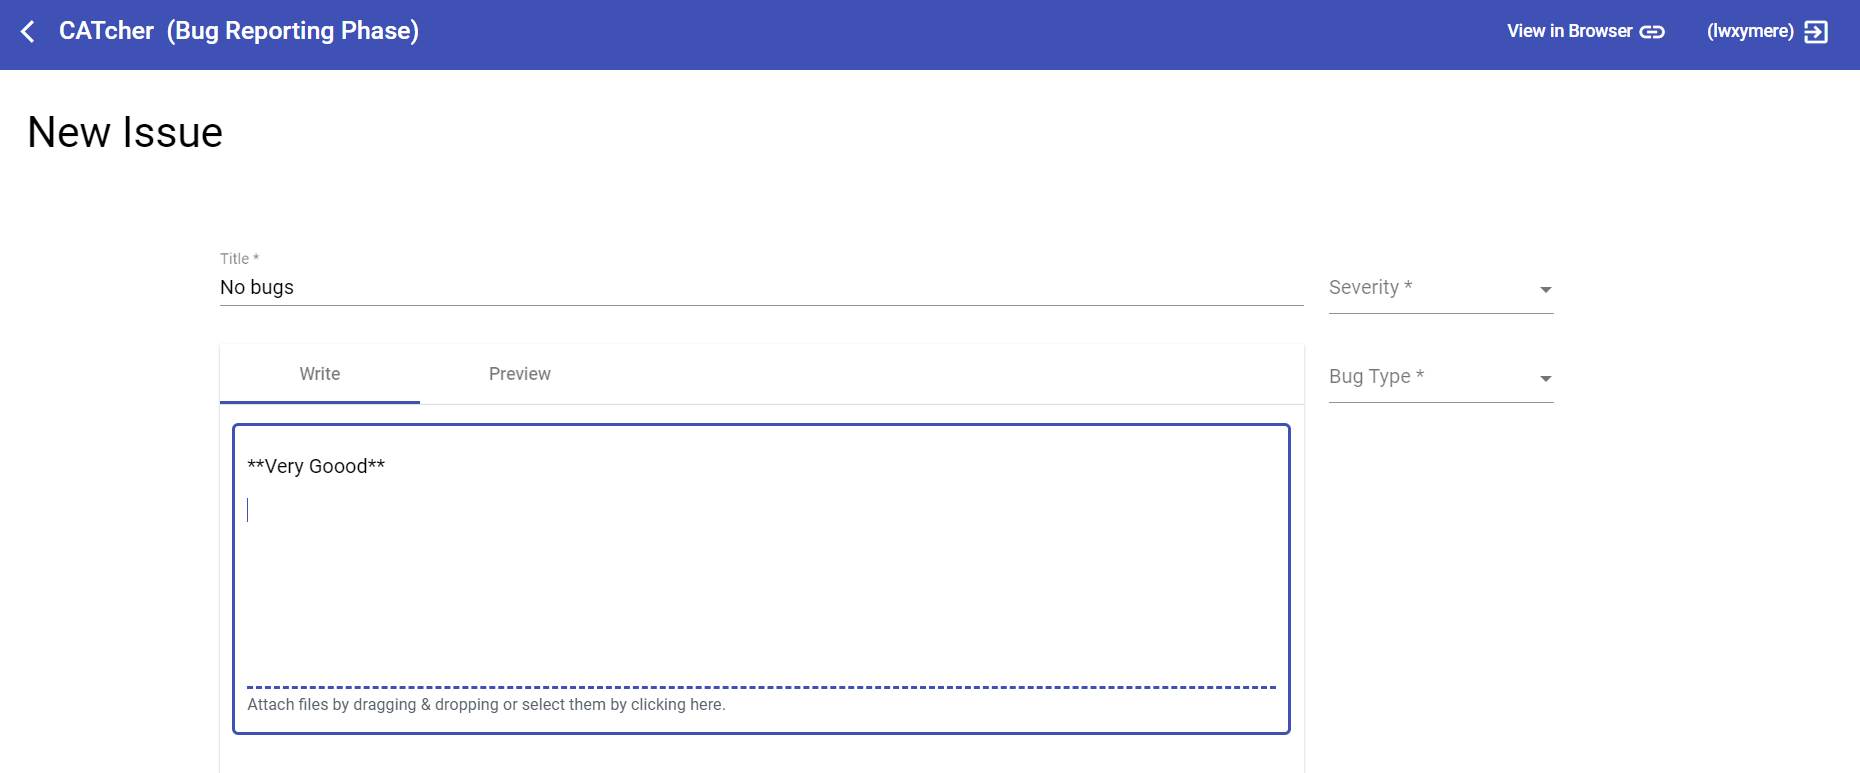 CATcher (Bug Reporting Phase)
View in Browser
(lwxymere)
New Issue
Title *
No bugs
Severity *
Write
Preview
Bug Type *
**Very Goood**
Attach files by dragging & dropping or select them by clicking here.